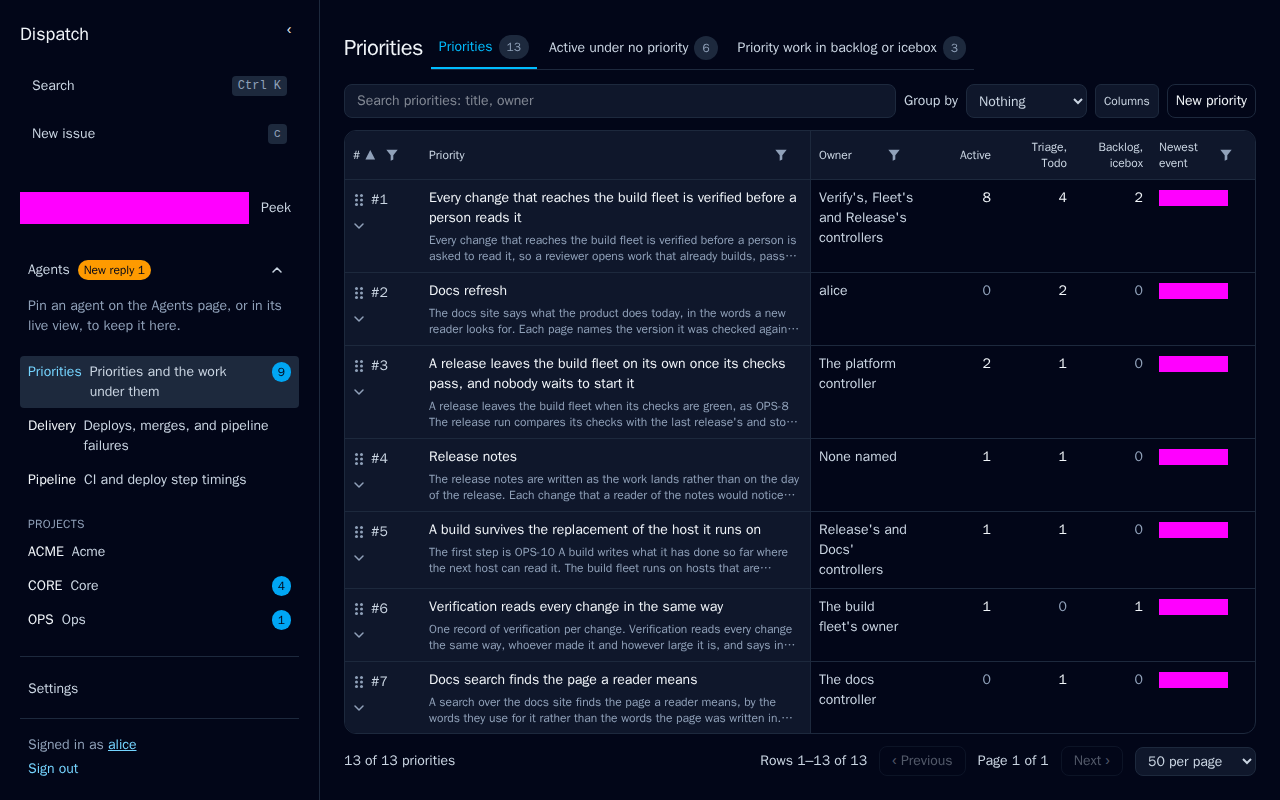 Dispatch
‹
Search
Ctrl K
New issue
C
Peek
Agents
New reply 1
Pin an agent on the Agents page, or in its
live view, to keep it here.
Priorities
Priorities and the work
under them
9
Delivery
Deploys, merges, and pipeline
failures
Pipeline
CI and deploy step timings
PROJECTS
ACME
Acme
CORE
Core
4
OPS
Ops
1
Settings
Signed in as alice
Sign out
Priorities
Priorities 13
Active under no priority 6
Priority work in backlog or icebox 3
Search priorities: title, owner
Group by
Nothing
Columns
New priority
# ▲
Priority
Owner
Active
Triage,
Todo
Backlog,
icebox
Newest
event
#1
Every change that reaches the build fleet is verified before a
person reads it
Every change that reaches the build fleet is verified before a person is
asked to read it, so a reviewer opens work that already builds, pass…
Verify's, Fleet's
and Release's
controllers
8
4
2
#2
Docs refresh
The docs site says what the product does today, in the words a new
reader looks for. Each page names the version it was checked again…
alice
0
2
0
#3
A release leaves the build fleet on its own once its checks
pass, and nobody waits to start it
A release leaves the build fleet when its checks are green, as OPS-8
The release run compares its checks with the last release's and sto…
The platform
controller
2
1
0
#4
Release notes
The release notes are written as the work lands rather than on the day
of the release. Each change that a reader of the notes would notice…
None named
1
1
0
#5
A build survives the replacement of the host it runs on
The first step is OPS-10 A build writes what it has done so far where
the next host can read it. The build fleet runs on hosts that are…
Release's and
Docs'
controllers
1
1
0
#6
Verification reads every change in the same way
One record of verification per change. Verification reads every change
the same way, whoever made it and however large it is, and says in…
The build
fleet's owner
1
0
1
#7
Docs search finds the page a reader means
A search over the docs site finds the page a reader means, by the
words they use for it rather than the words the page was written in.…
The docs
controller
0
1
0
13 of 13 priorities
Rows 1–13 of 13
‹ Previous
Page 1 of 1
Next ›
50 per page